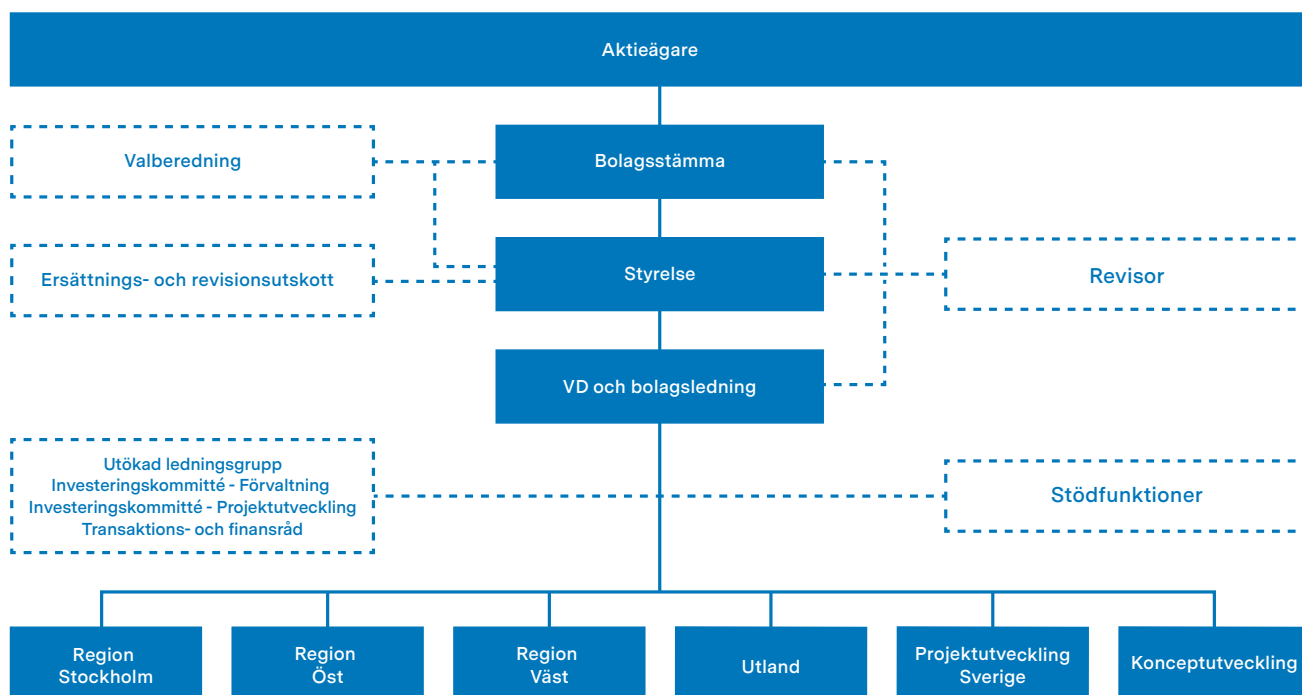 Aktieägare
Valberedning
Bolagsstämma
Ersättnings- och revisionsutskott
Styrelse
Revisor
VD och bolagsledning
Utökad ledningsgrupp
Investeringskommitté - Förvaltning
Investeringskommitté - Projektutveckling
Transaktions- och finansråd
Stödfunktioner
Region
Stockholm
Region
Öst
Region
Väst
Utland
Projektutveckling
Sverige
Konceptutveckling